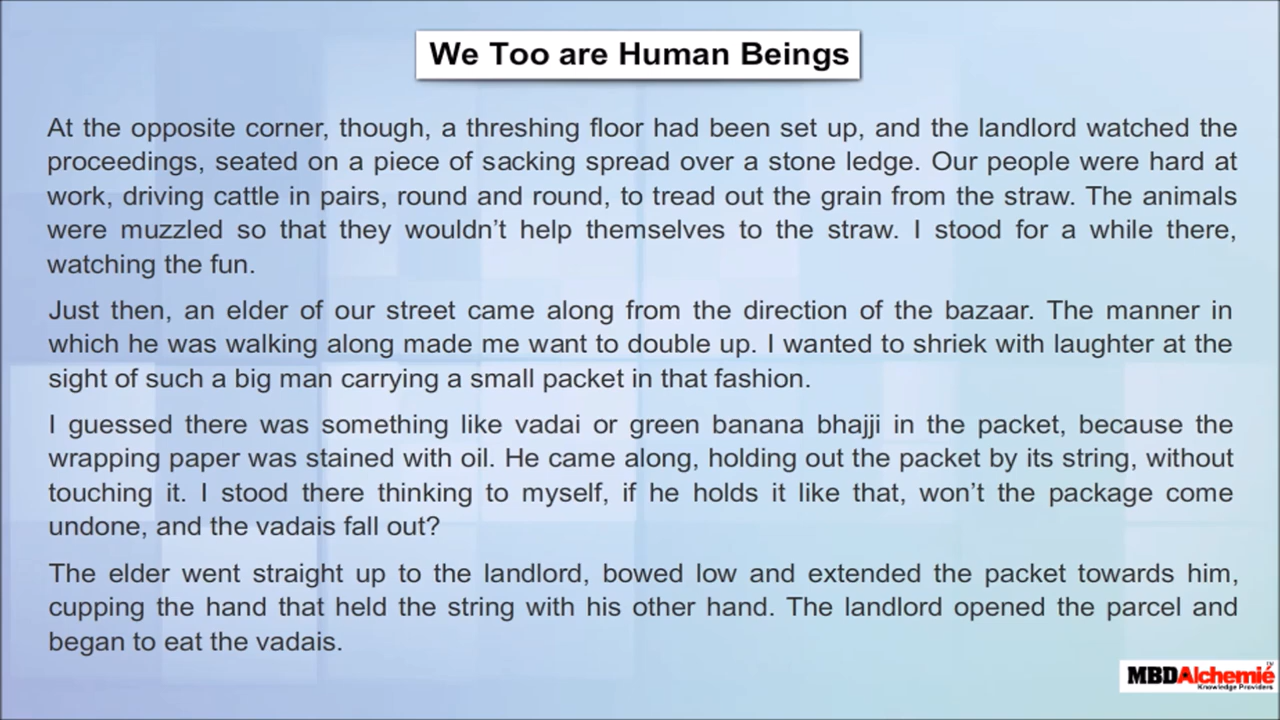 We Too are Human Beings
At the opposite corner, though, a threshing floor had been set up, and the landlord watched the
proceedings, seated on a piece of sacking spread over a stone ledge. Our people were hard at
work, driving cattle in pairs, round and round, to tread out the grain from the straw. The animals
were muzzled so that they wouldn’t help themselves to the straw. I stood for a while there,
watching the fun.
Just then, an elder of our street came along from the direction of the bazaar. The manner in
which he was walking along made me want to double up. I wanted to shriek with laughter at the
sight of such a big man carrying a small packet in that fashion.
I guessed there was something like vadai or green banana bhajji in the packet, because the
wrapping paper was stained with oil. He came along, holding out the packet by its string, without
touching it. I stood there thinking to myself, if he holds it like that, won’t the package come
undone, and the vadais fall out?
The elder went straight up to the landlord, bowed low and extended the packet towards him,
cupping the hand that held the string with his other hand. The landlord opened the parcel and
began to eat the vadais.
MBDAlchemié™
Knowledge Providers